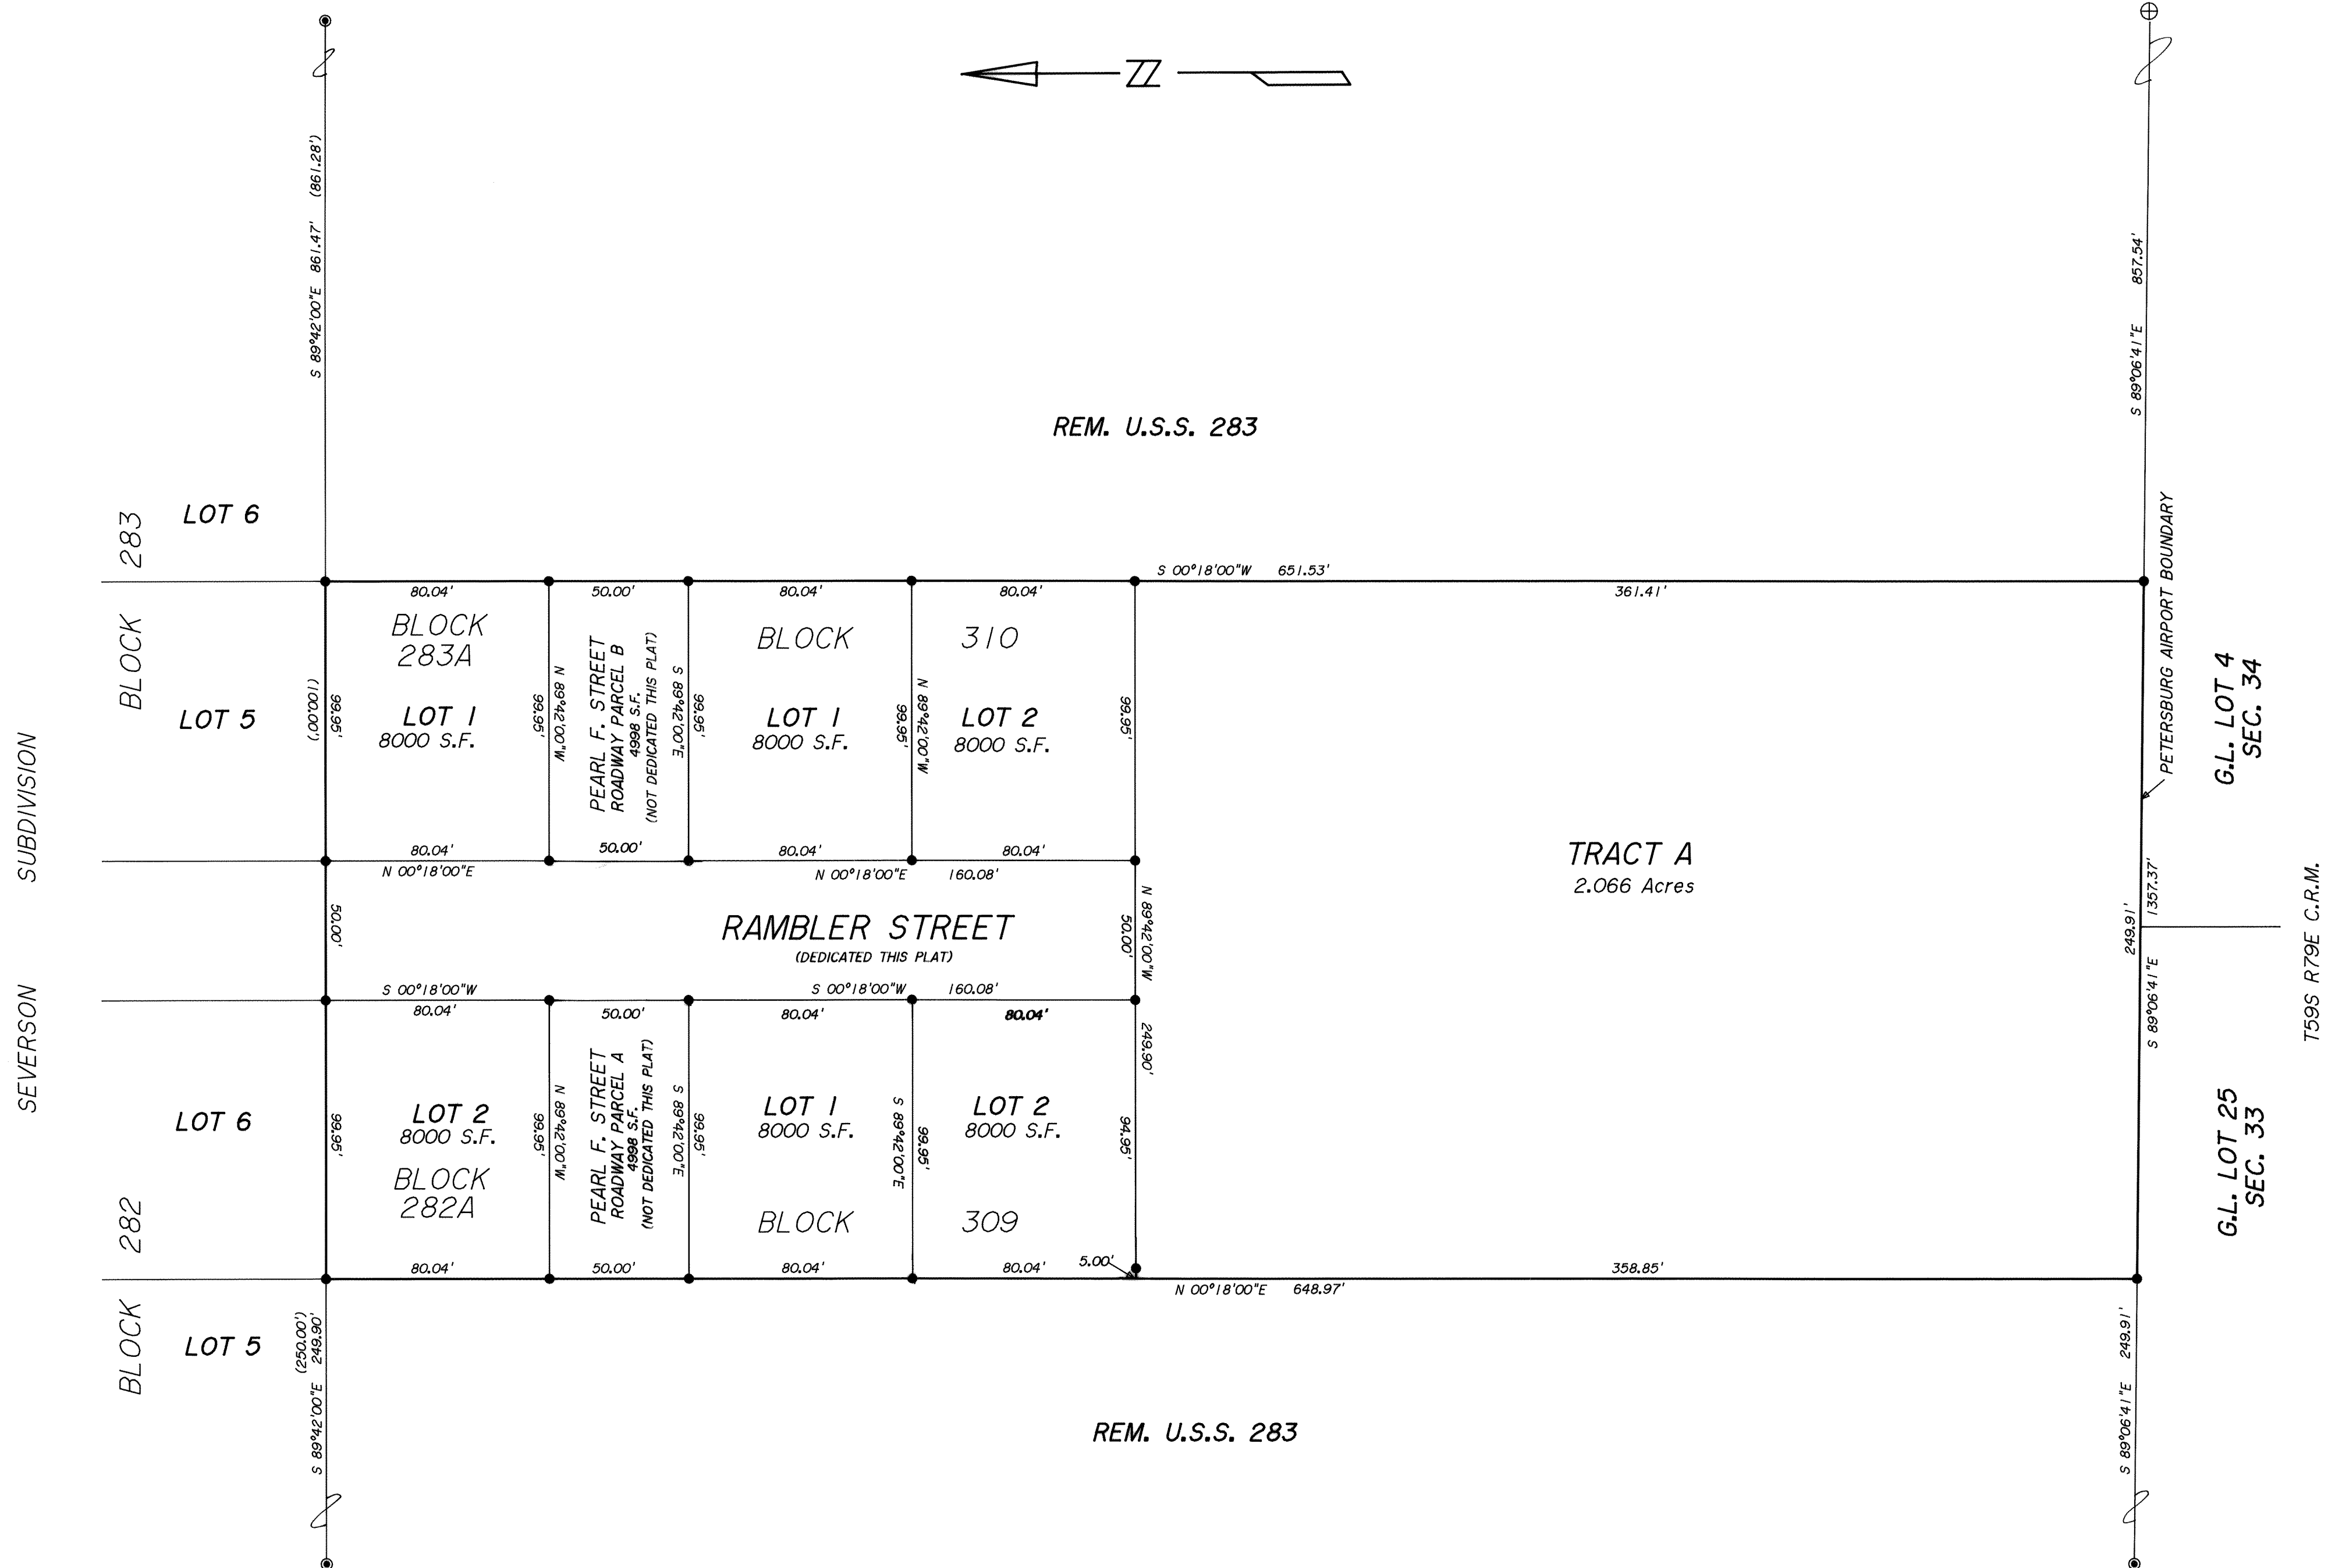 N
S 89°42'00"E 861.47' (861.28')
S 89°06'41"E 857.54'
REM. U.S.S. 283
LOT 6
BLOCK 283
S 00°18'00"W 651.53'
80.04'
50.00'
80.04'
80.04'
361.41'
PETERSBURG AIRPORT BOUNDARY
BLOCK
283A
LOT 5
(100.00')
99.95'
LOT 1
8000 S.F.
99.95'
N 89°42'00"W
PEARL F. STREET
ROADWAY PARCEL B
4998 S.F.
(NOT DEDICATED THIS PLAT)
S 89°42'00"E
99.95'
BLOCK 310
LOT 1
8000 S.F.
99.95'
N 89°42'00"W
LOT 2
8000 S.F.
99.95'
G.L. LOT 4
SEC. 34
80.04'
50.00'
80.04'
80.04'
N 00°18'00"E
N 00°18'00"E 160.08'
SEVERSON SUBDIVISION
50.00'
RAMBLER STREET
(DEDICATED THIS PLAT)
50.00'
N 89°42'00"W 249.90'
TRACT A
2.066 Acres
249.91'
S 89°06'41"E 1357.37'
T59S R79E C.R.M.
S 00°18'00"W
S 00°18'00"W 160.08'
80.04'
50.00'
80.04'
80.04'
LOT 6
99.95'
LOT 2
8000 S.F.
BLOCK
282A
99.95'
N 89°42'00"W
PEARL F. STREET
ROADWAY PARCEL A
4998 S.F.
(NOT DEDICATED THIS PLAT)
S 89°42'00"E
99.95'
LOT 1
8000 S.F.
S 89°42'00"E
99.95'
LOT 2
8000 S.F.
94.95'
BLOCK 309
G.L. LOT 25
SEC. 33
80.04'
50.00'
80.04'
80.04'
5.00'
358.85'
N 00°18'00"E 648.97'
BLOCK 282
LOT 5
(250.00')
S 89°42'00"E 249.90'
S 89°06'41"E 249.91'
REM. U.S.S. 283